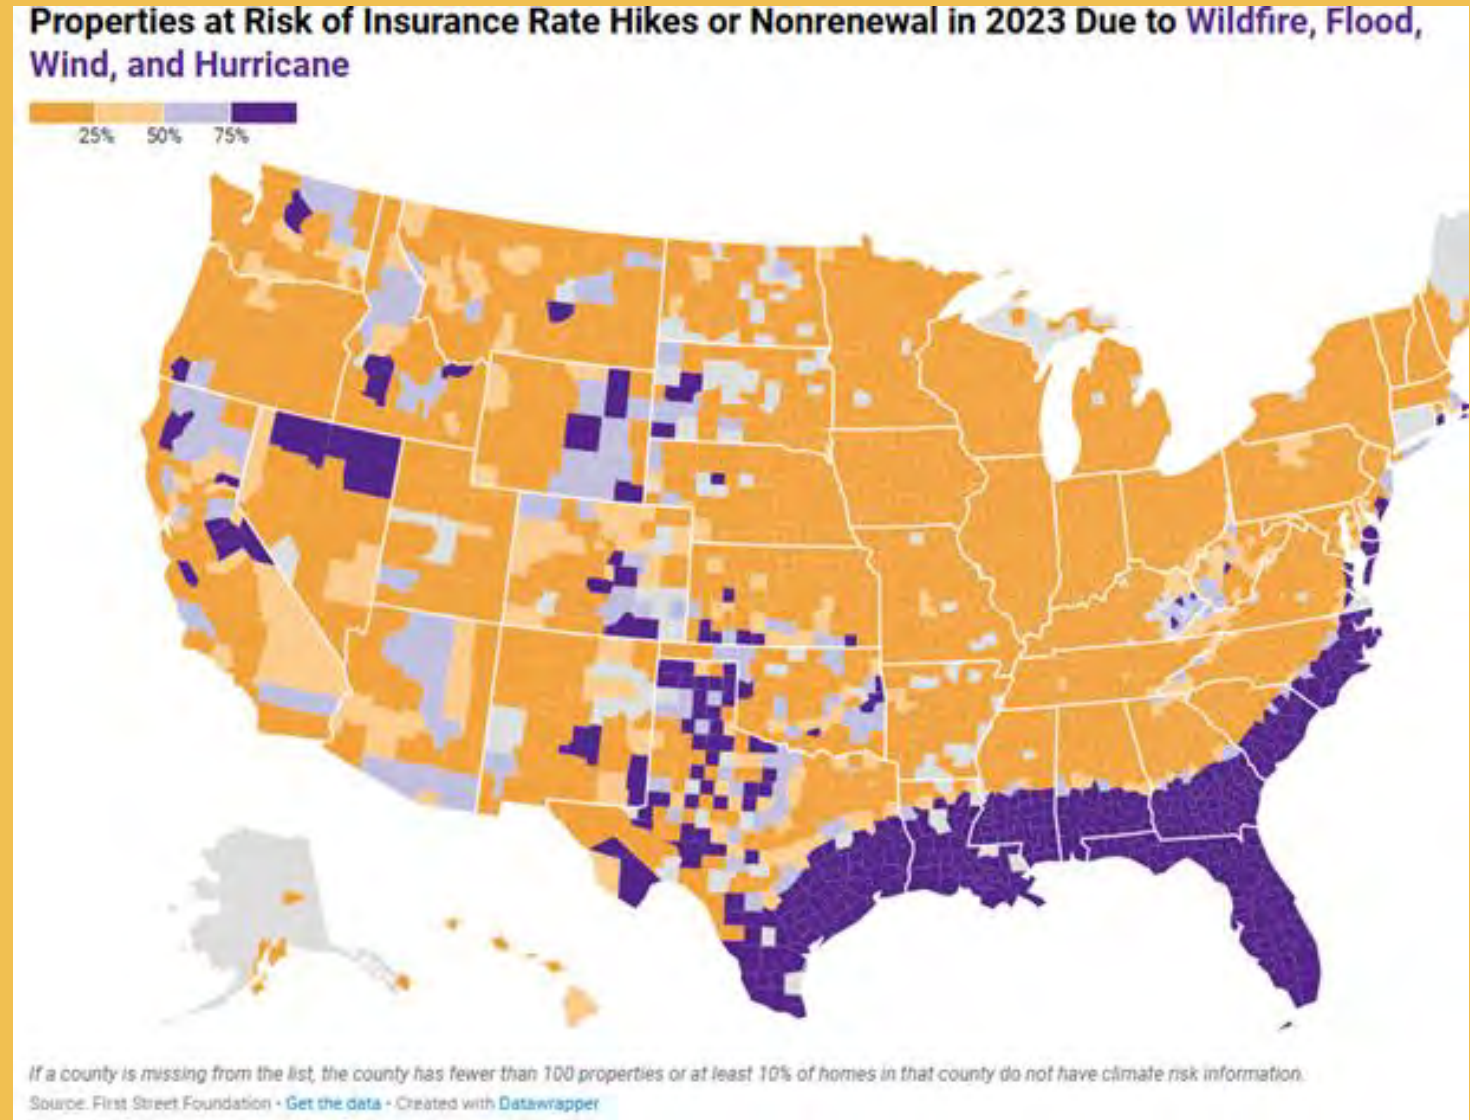 Properties at Risk of Insurance Rate Hikes or Nonrenewal in 2023 Due to Wildfire, Flood,
Wind, and Hurricane
25% 50% 75%
If a county is missing from the list, the county has fewer than 100 properties or at least 10% of homes in that county do not have climate risk information.
Source: First Street Foundation • Get the data • Created with Datawrapper